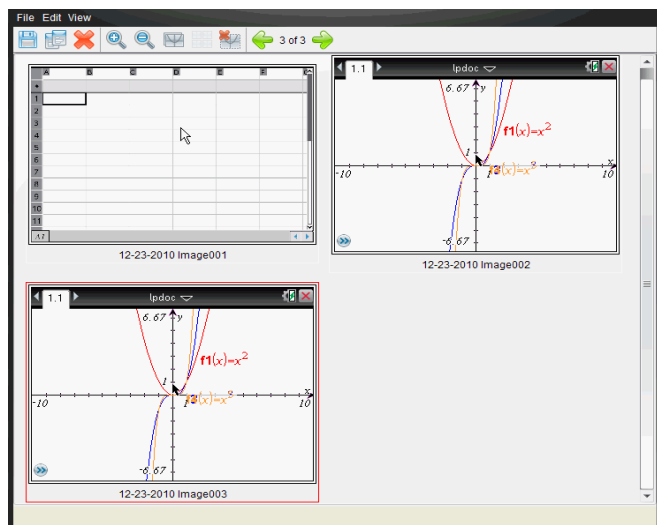 File Edit View
3 of 3
A B C D E F
1
2
3
4
5
6
7
8
9
10
11
A1
12-23-2010 Image001
1.1 lpdoc
6.67 y
f1(x)=x2
1
x
-10 1 10
-6.67
12-23-2010 Image002
1.1 lpdoc
6.67 y
f1(x)=x2
1
x
-10 1 10
-6.67
12-23-2010 Image003